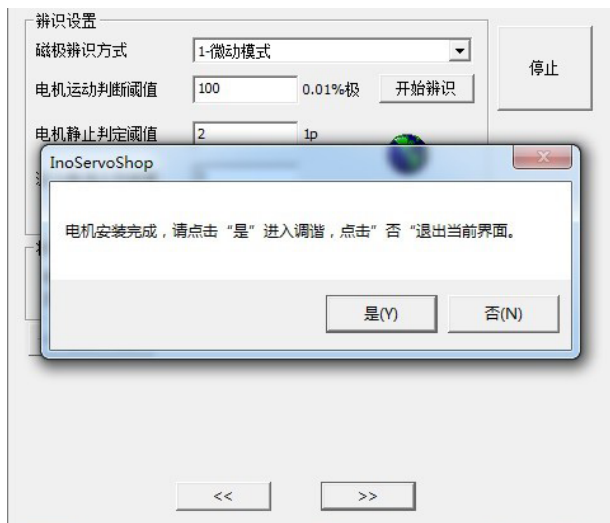 辨识设置
磁极辨识方式
1-微动模式
停止
电机运动判断阈值
100
0.01%极
开始辨识
电机静止判定阈值
2
1p
InoServoShop
电机安装完成，请点击“是”进入调谐，点击”否“退出当前界面。
是(Y)
否(N)
<<
>>